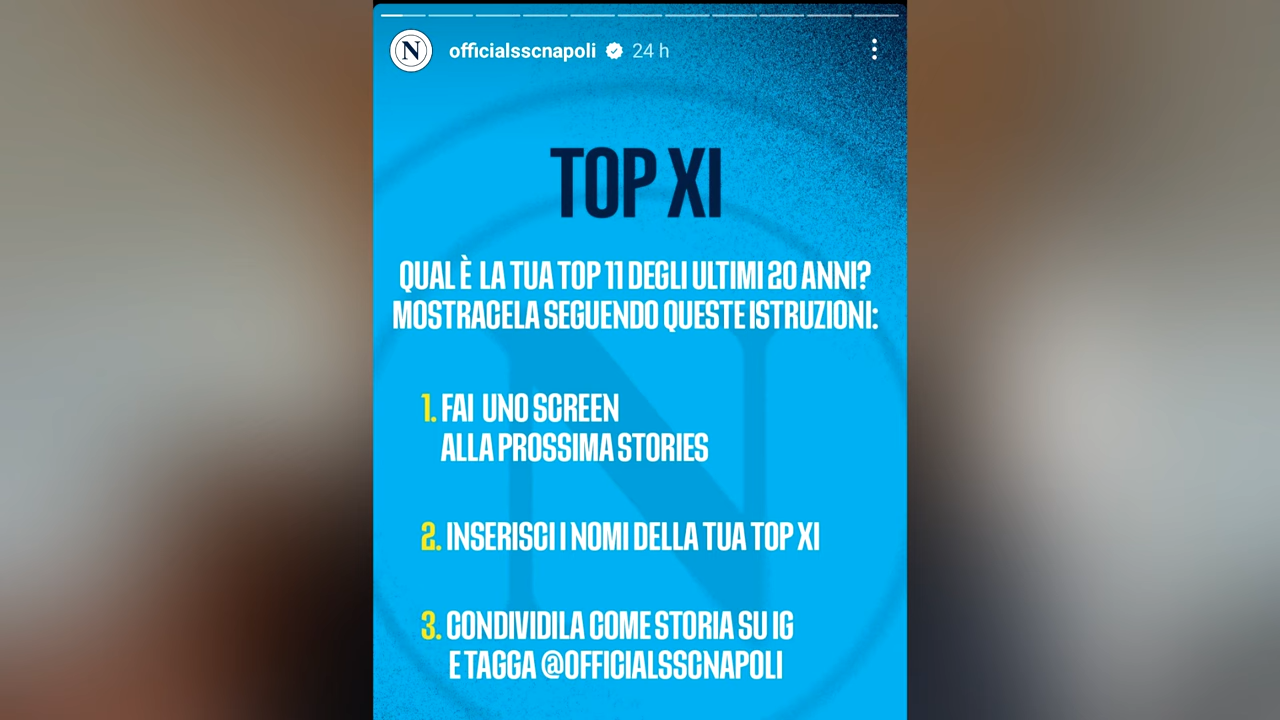 N officialsscnapoli 24 h
TOP XI
QUAL È LA TUA TOP 11 DEGLI ULTIMI 20 ANNI?
MOSTRACELA SEGUENDO QUESTE ISTRUZIONI:
1. FAI UNO SCREEN
ALLA PROSSIMA STORIES
2. INSERISCI I NOMI DELLA TUA TOP XI
3. CONDIVIDILA COME STORIA SU IG
E TAGGA @OFFICIALSSCNAPOLI